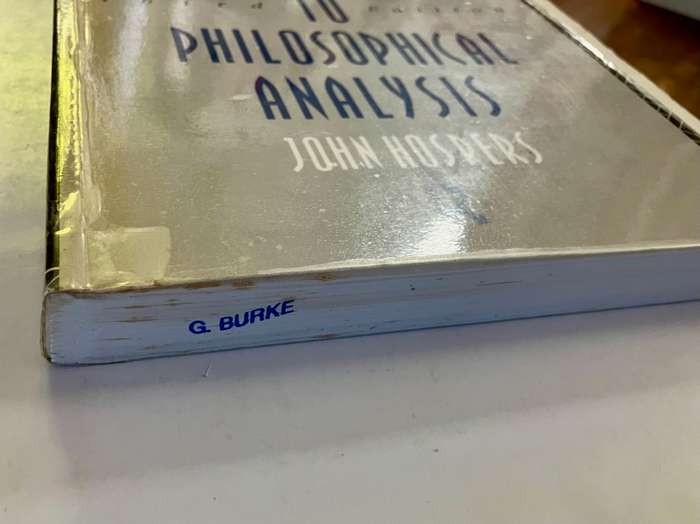 TO
PHILOSOPHICAL
ANALYSIS
JOHN HOSPERS
G. BURKE